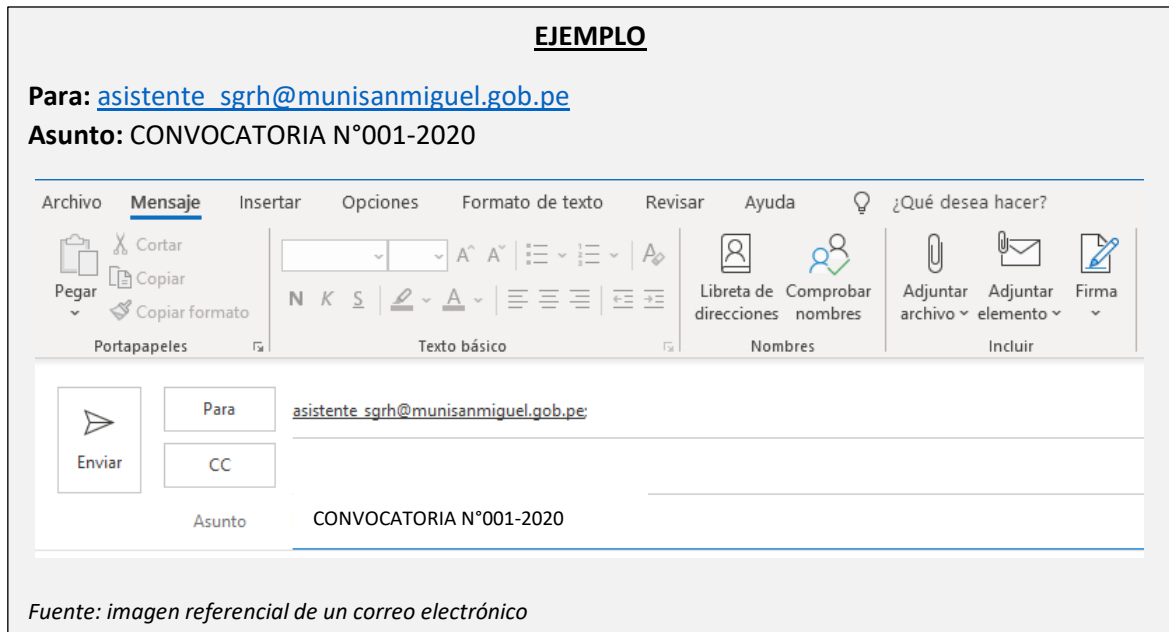 EJEMPLO
Para: asistente_sgrh@munisanmiguel.gob.pe
Asunto: CONVOCATORIA N°001-2020
Archivo Mensaje Insertar Opciones Formato de texto Revisar Ayuda ¿Qué desea hacer?
Pegar
Cortar
Copiar
Copiar formato
Portapapeles
N K S A
Texto básico
Libreta de direcciones
Comprobar nombres
Nombres
Adjuntar archivo
Adjuntar elemento
Firma
Incluir
Enviar
Para
asistente_sgrh@munisanmiguel.gob.pe;
CC
Asunto
CONVOCATORIA N°001-2020
Fuente: imagen referencial de un correo electrónico